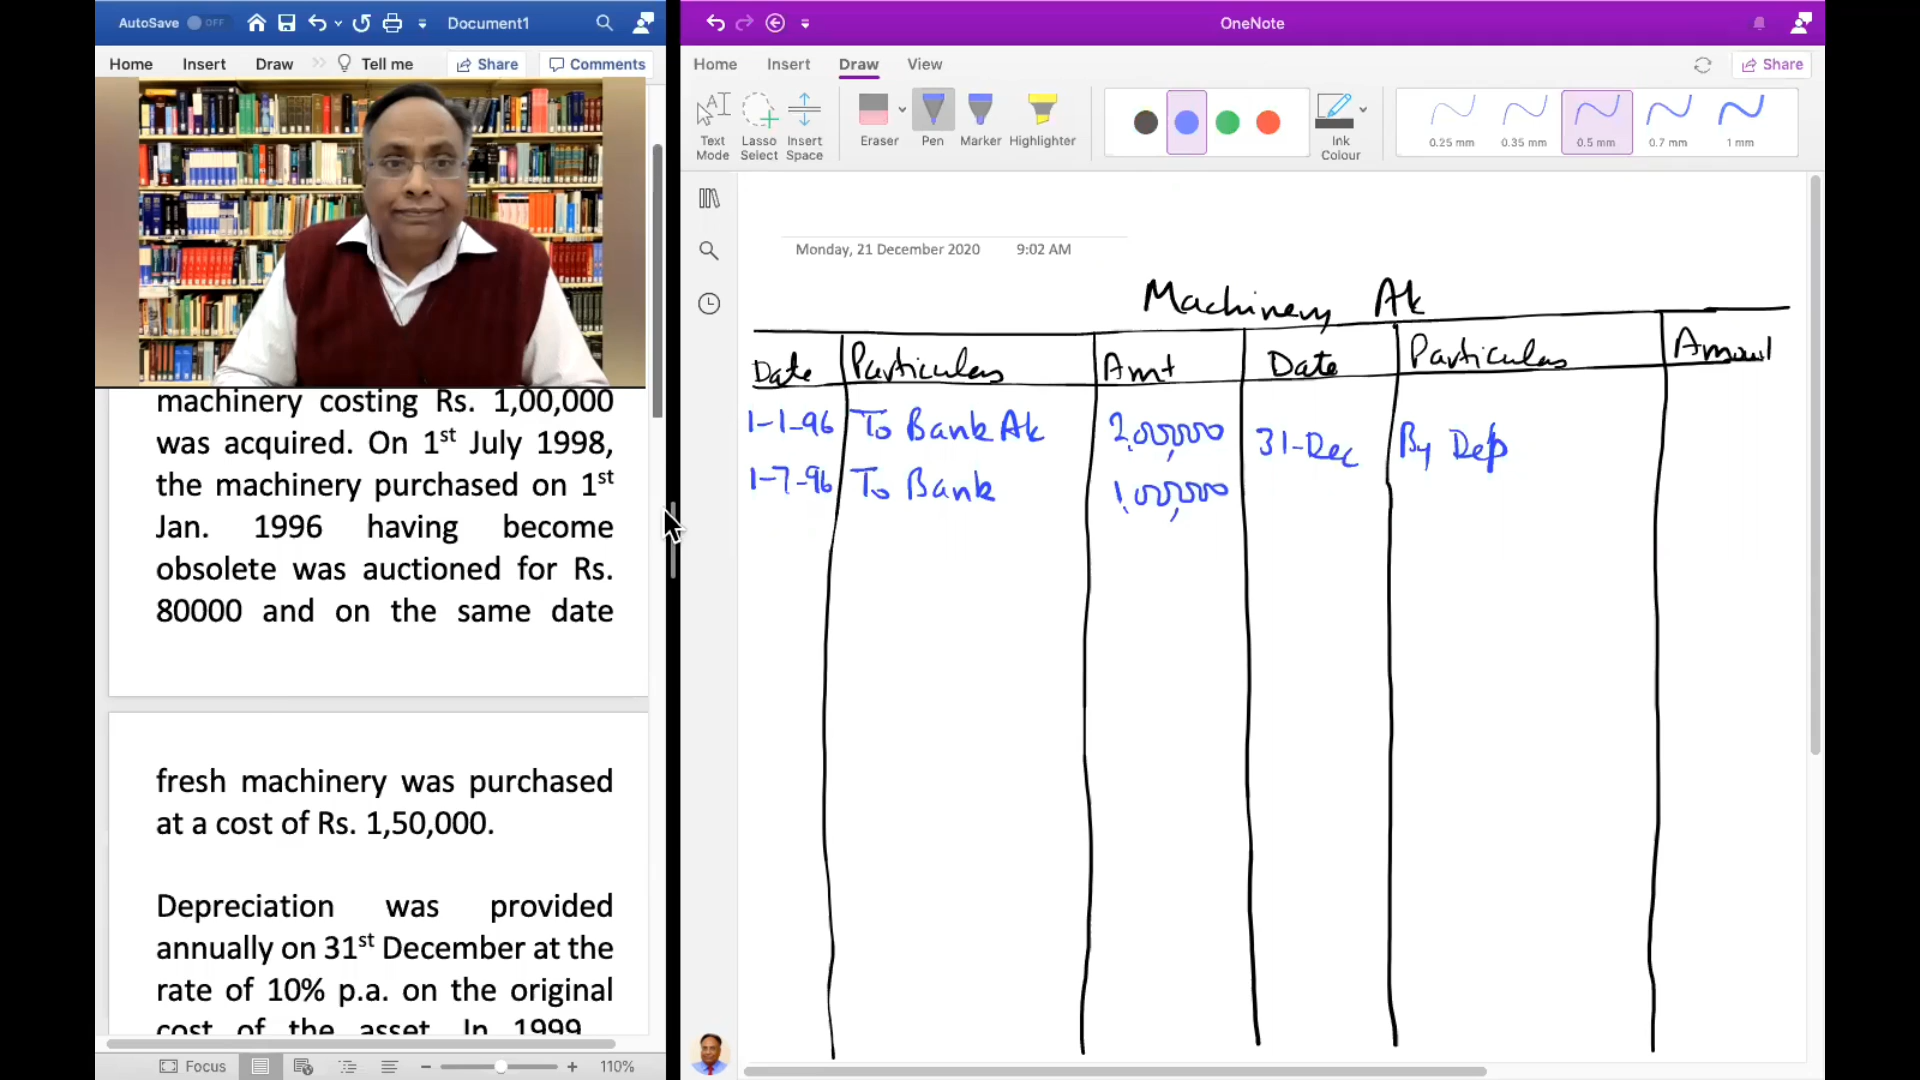 AutoSave OFF Document1
Home Insert Draw Tell me Share Comments
machinery costing Rs. 1,00,000
was acquired. On 1st July 1998,
the machinery purchased on 1st
Jan. 1996 having become
obsolete was auctioned for Rs.
80000 and on the same date
fresh machinery was purchased
at a cost of Rs. 1,50,000.
Depreciation was provided
annually on 31st December at the
rate of 10% p.a. on the original
cost of the asset. In 1999
Focus 110%
OneNote
Home Insert Draw View Share
Text Mode Lasso Select Insert Space Eraser Pen Marker Highlighter Ink Colour 0.25 mm 0.35 mm 0.5 mm 0.7 mm 1 mm
Monday, 21 December 2020 9:02 AM
Machinery A/c
Date Particulars Amt Date Particulars Amount
1-1-96 To Bank A/c 2,00,000 31-Dec By Dep
1-7-96 To Bank 1,00,000